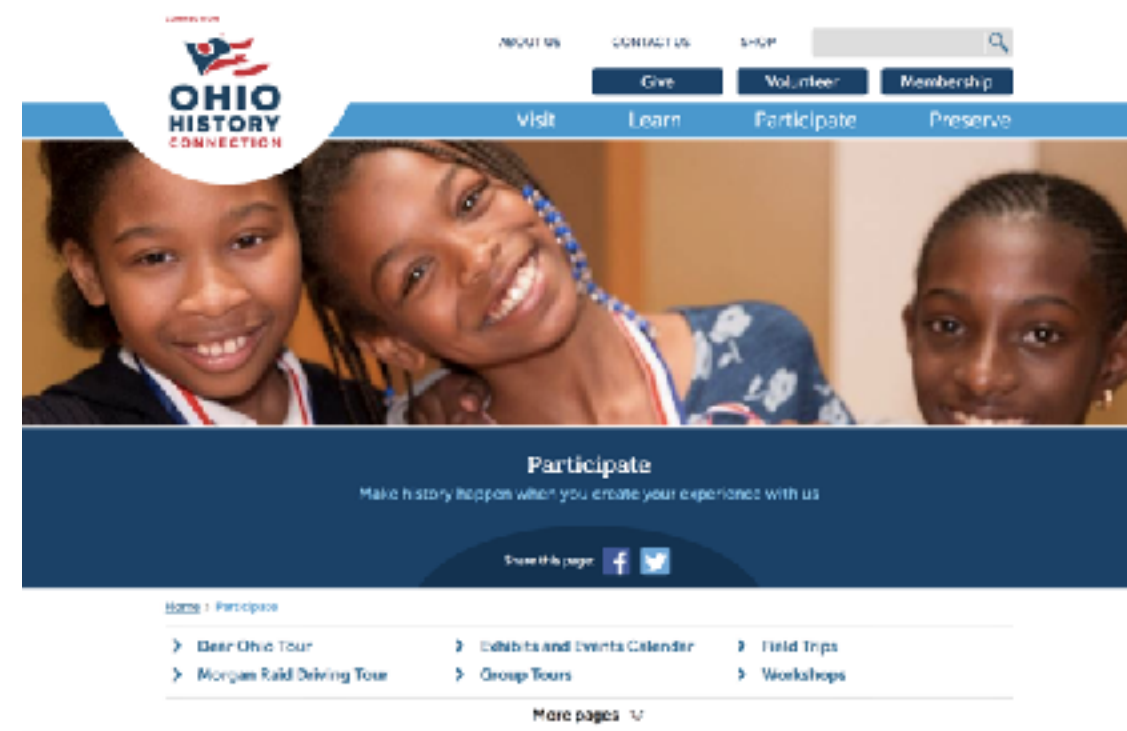 CONNECTION
OHIO
HISTORY
CONNECTION
ABOUT US CONTACT US SHOP
Give Volunteer Membership
Visit Learn Participate Preserve
Participate
Make history happen when you create your experience with us
Share this page: f
Home › Participate
Dear Ohio Tour Exhibits and Events Calendar Field Trips
Morgan Raid Driving Tour Group Tours Workshops
More pages